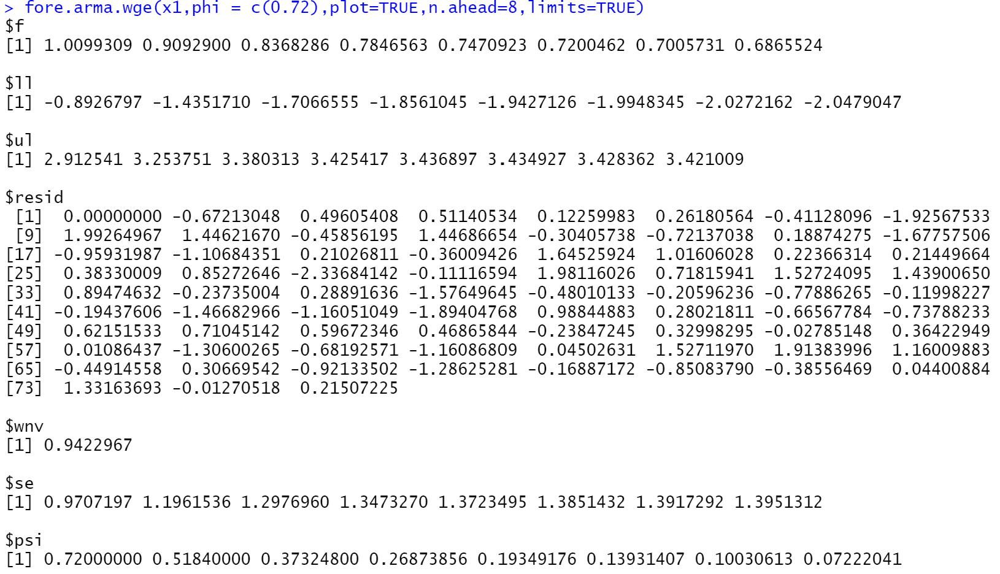 > fore.arma.wge(x1,phi = c(0.72),plot=TRUE,n.ahead=8,limits=TRUE)
$f
[1] 1.0099309 0.9092900 0.8368286 0.7846563 0.7470923 0.7200462 0.7005731 0.6865524
$ll
[1] -0.8926797 -1.4351710 -1.7066555 -1.8561045 -1.9427126 -1.9948345 -2.0272162 -2.0479047
$ul
[1] 2.912541 3.253751 3.380313 3.425417 3.436897 3.434927 3.428362 3.421009
$resid
[1] 0.00000000 -0.67213048 0.49605408 0.51140534 0.12259983 0.26180564 -0.41128096 -1.92567533
[9] 1.99264967 1.44621670 -0.45856195 1.44686654 -0.30405738 -0.72137038 0.18874275 -1.67757506
[17] -0.95931987 -1.10684351 0.21026811 -0.36009426 1.64525924 1.01606028 0.22366314 0.21449664
[25] 0.38330009 0.85272646 -2.33684142 -0.11116594 1.98116026 0.71815941 1.52724095 1.43900650
[33] 0.89474632 -0.23735004 0.28891636 -1.57649645 -0.48010133 -0.20596236 -0.77886265 -0.11998227
[41] -0.19437606 -1.46682966 -1.16051049 -1.89404768 0.98844883 0.28021811 -0.66567784 -0.73788233
[49] 0.62151533 0.71045142 0.59672346 0.46865844 -0.23847245 0.32998295 -0.02785148 0.36422949
[57] 0.01086437 -1.30600265 -0.68192571 -1.16086809 0.04502631 1.52711970 1.91383996 1.16009883
[65] -0.44914558 0.30669542 -0.92133502 -1.28625281 -0.16887172 -0.85083790 -0.38556469 0.04400884
[73] 1.33163693 -0.01270518 0.21507225
$wnv
[1] 0.9422967
$se
[1] 0.9707197 1.1961536 1.2976960 1.3473270 1.3723495 1.3851432 1.3917292 1.3951312
$psi
[1] 0.72000000 0.51840000 0.37324800 0.26873856 0.19349176 0.13931407 0.10030613 0.07222041